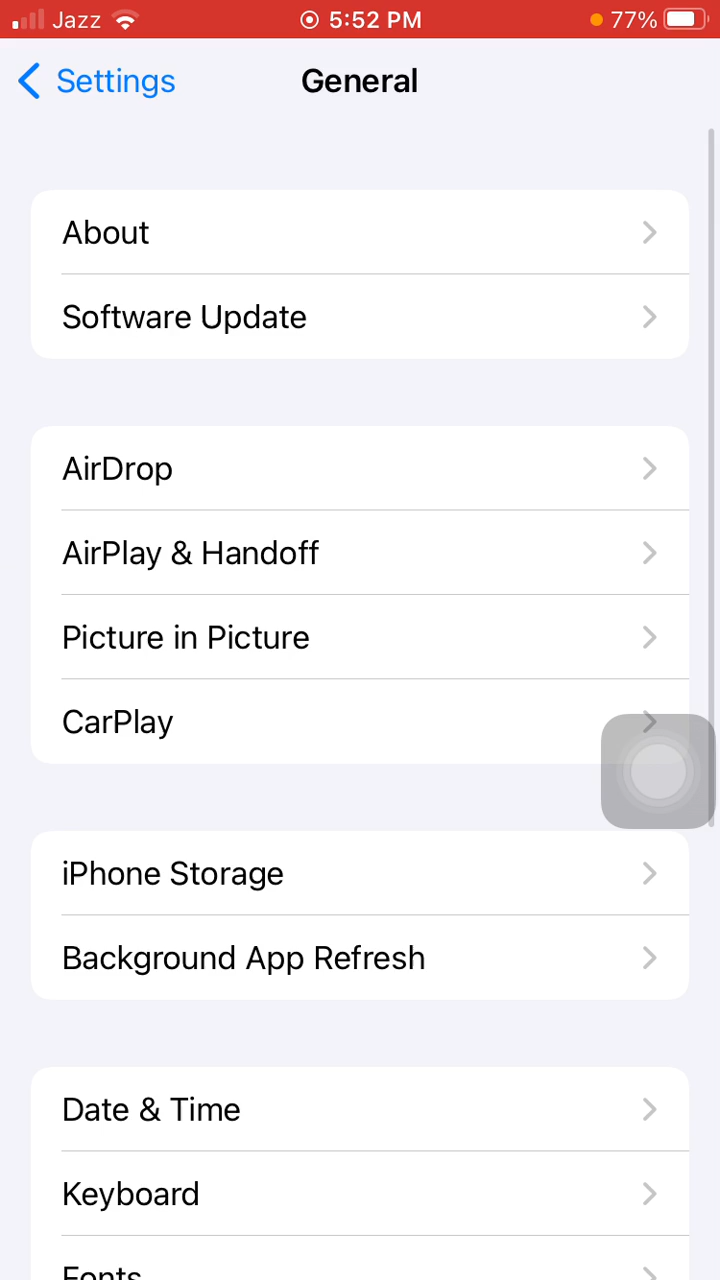 Jazz 5:52 PM 77%
Settings General
About
Software Update
AirDrop
AirPlay & Handoff
Picture in Picture
CarPlay
iPhone Storage
Background App Refresh
Date & Time
Keyboard
Fonts